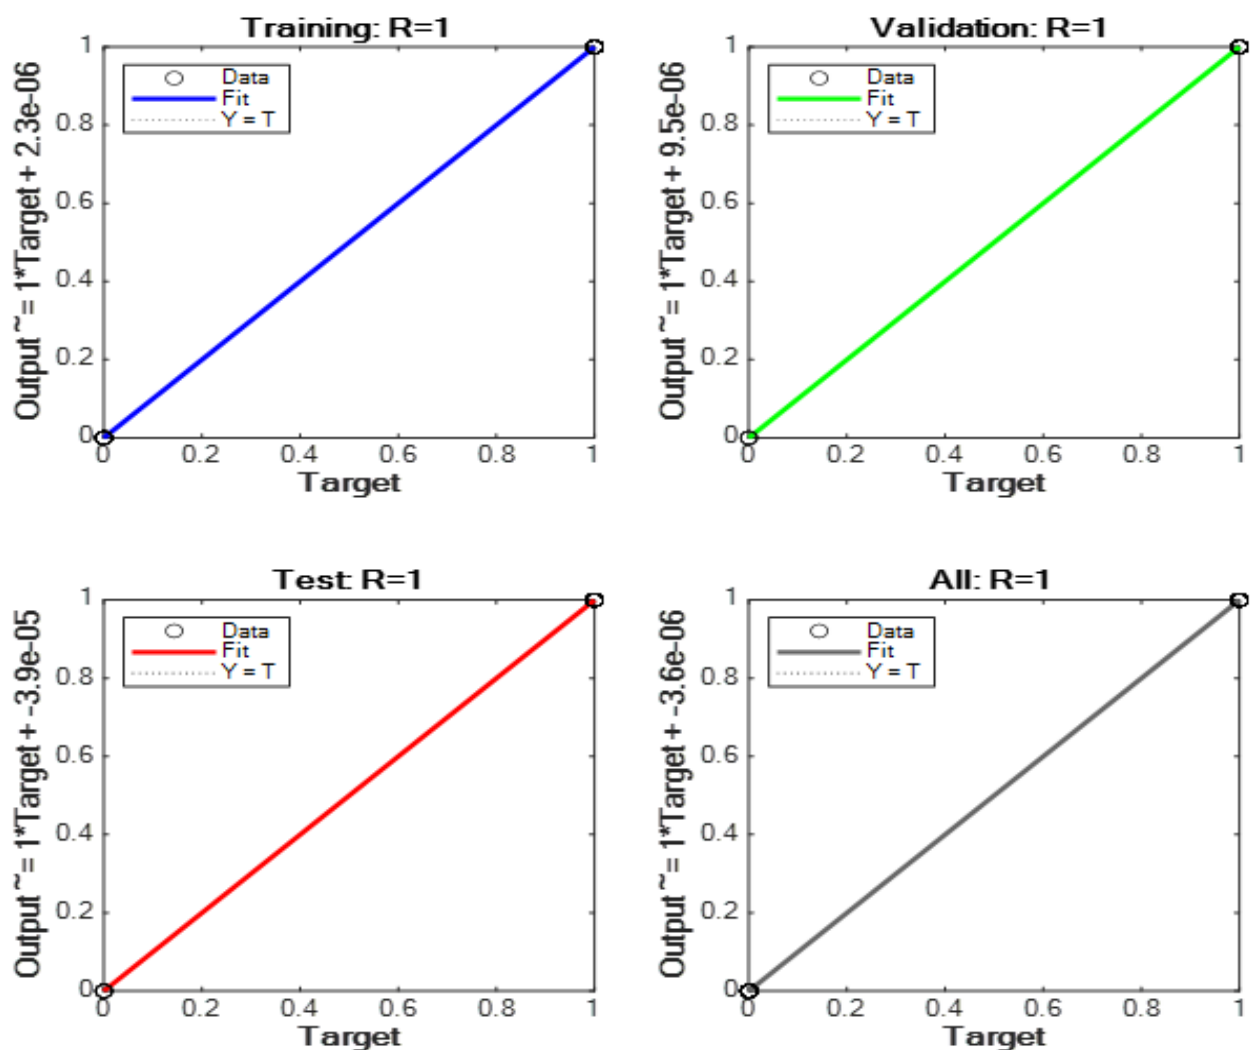 Training: R=1
Output ~= 1*Target + 2.3e-06
1
0.8
0.6
0.4
0.2
0
Data
Fit
Y = T
0 0.2 0.4 0.6 0.8 1
Target
Validation: R=1
Output ~= 1*Target + 9.5e-06
1
0.8
0.6
0.4
0.2
0
Data
Fit
Y = T
0 0.2 0.4 0.6 0.8 1
Target
Test: R=1
Output ~= 1*Target + -3.9e-05
1
0.8
0.6
0.4
0.2
0
Data
Fit
Y = T
0 0.2 0.4 0.6 0.8 1
Target
All: R=1
Output ~= 1*Target + -3.6e-06
1
0.8
0.6
0.4
0.2
0
Data
Fit
Y = T
0 0.2 0.4 0.6 0.8 1
Target